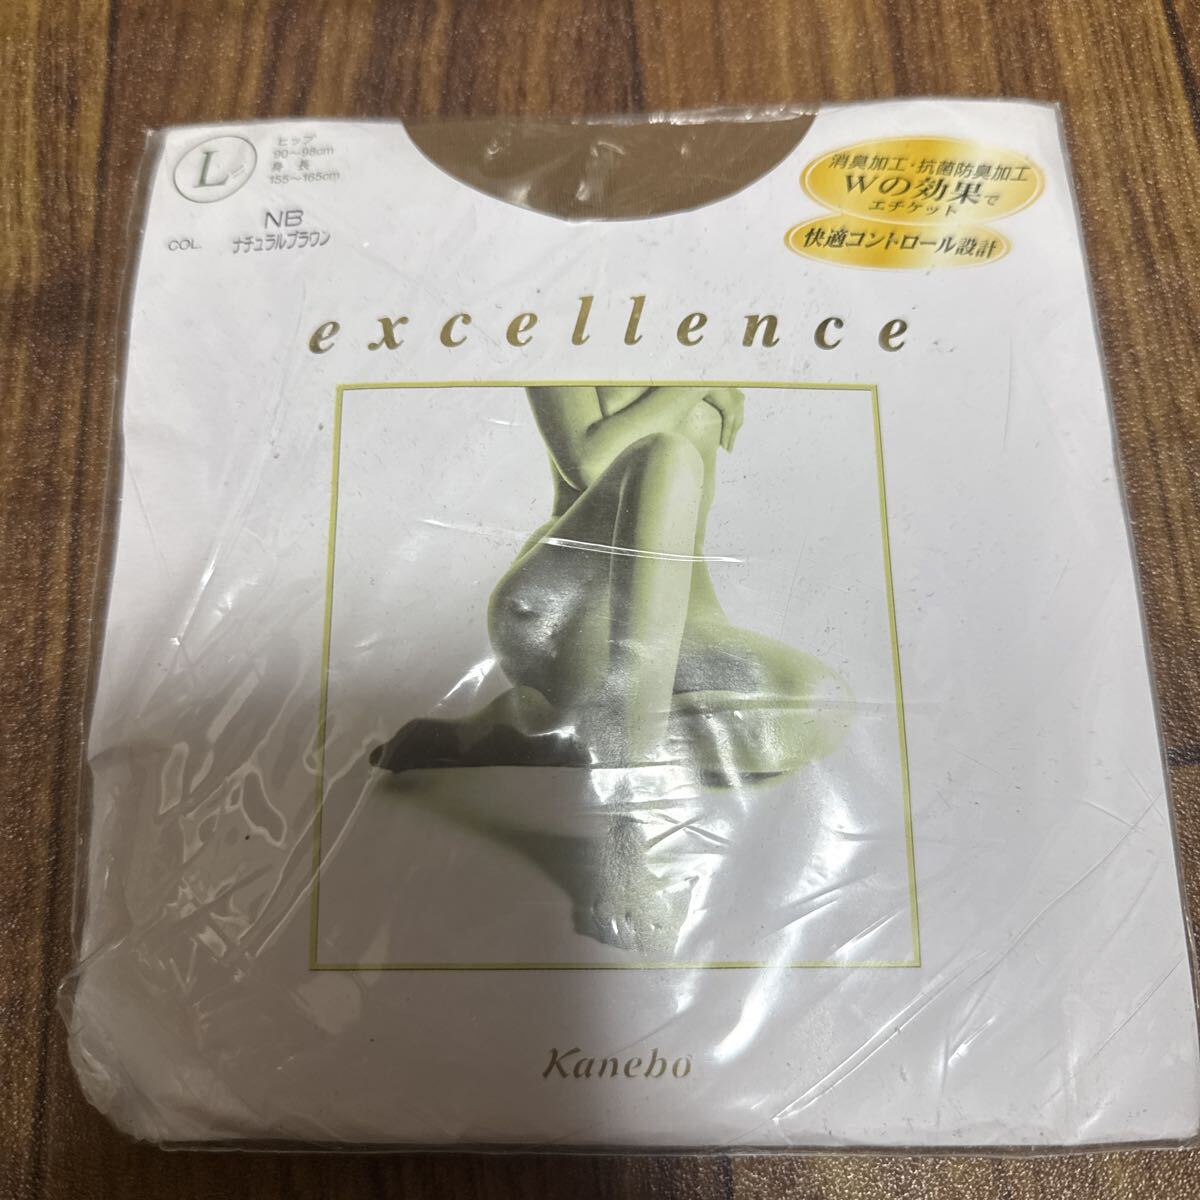 L
ヒップ
90～98cm
身長
155～165cm
COL. NB
ナチュラルブラウン
消臭加工・抗菌防臭加工
Wの効果で
エチケット
快適コントロール設計
excellence
Kanebo